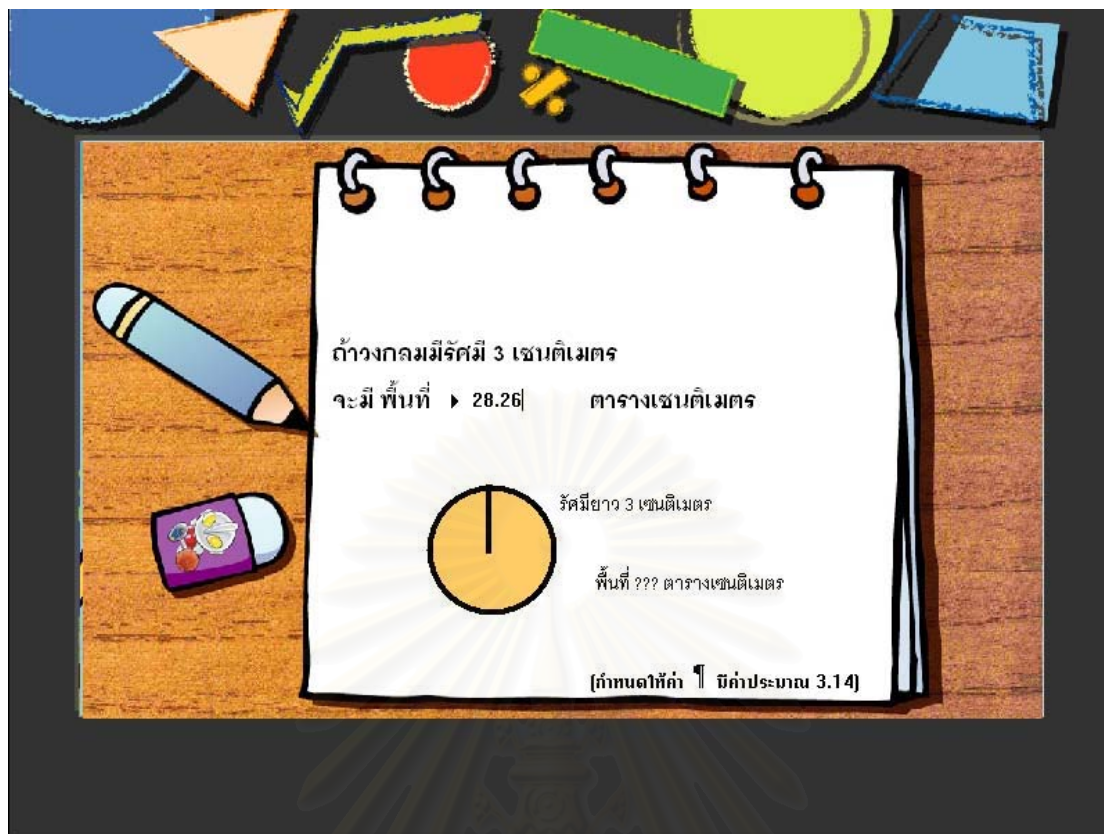 ถ้าวงกลมมีรัศมี 3 เซนติเมตร
จะมี พื้นที่ ▸ 28.26 ตารางเซนติเมตร
รัศมียาว 3 เซนติเมตร
พื้นที่ ??? ตารางเซนติเมตร
(กำหนดให้ค่า ¶ มีค่าประมาณ 3.14)